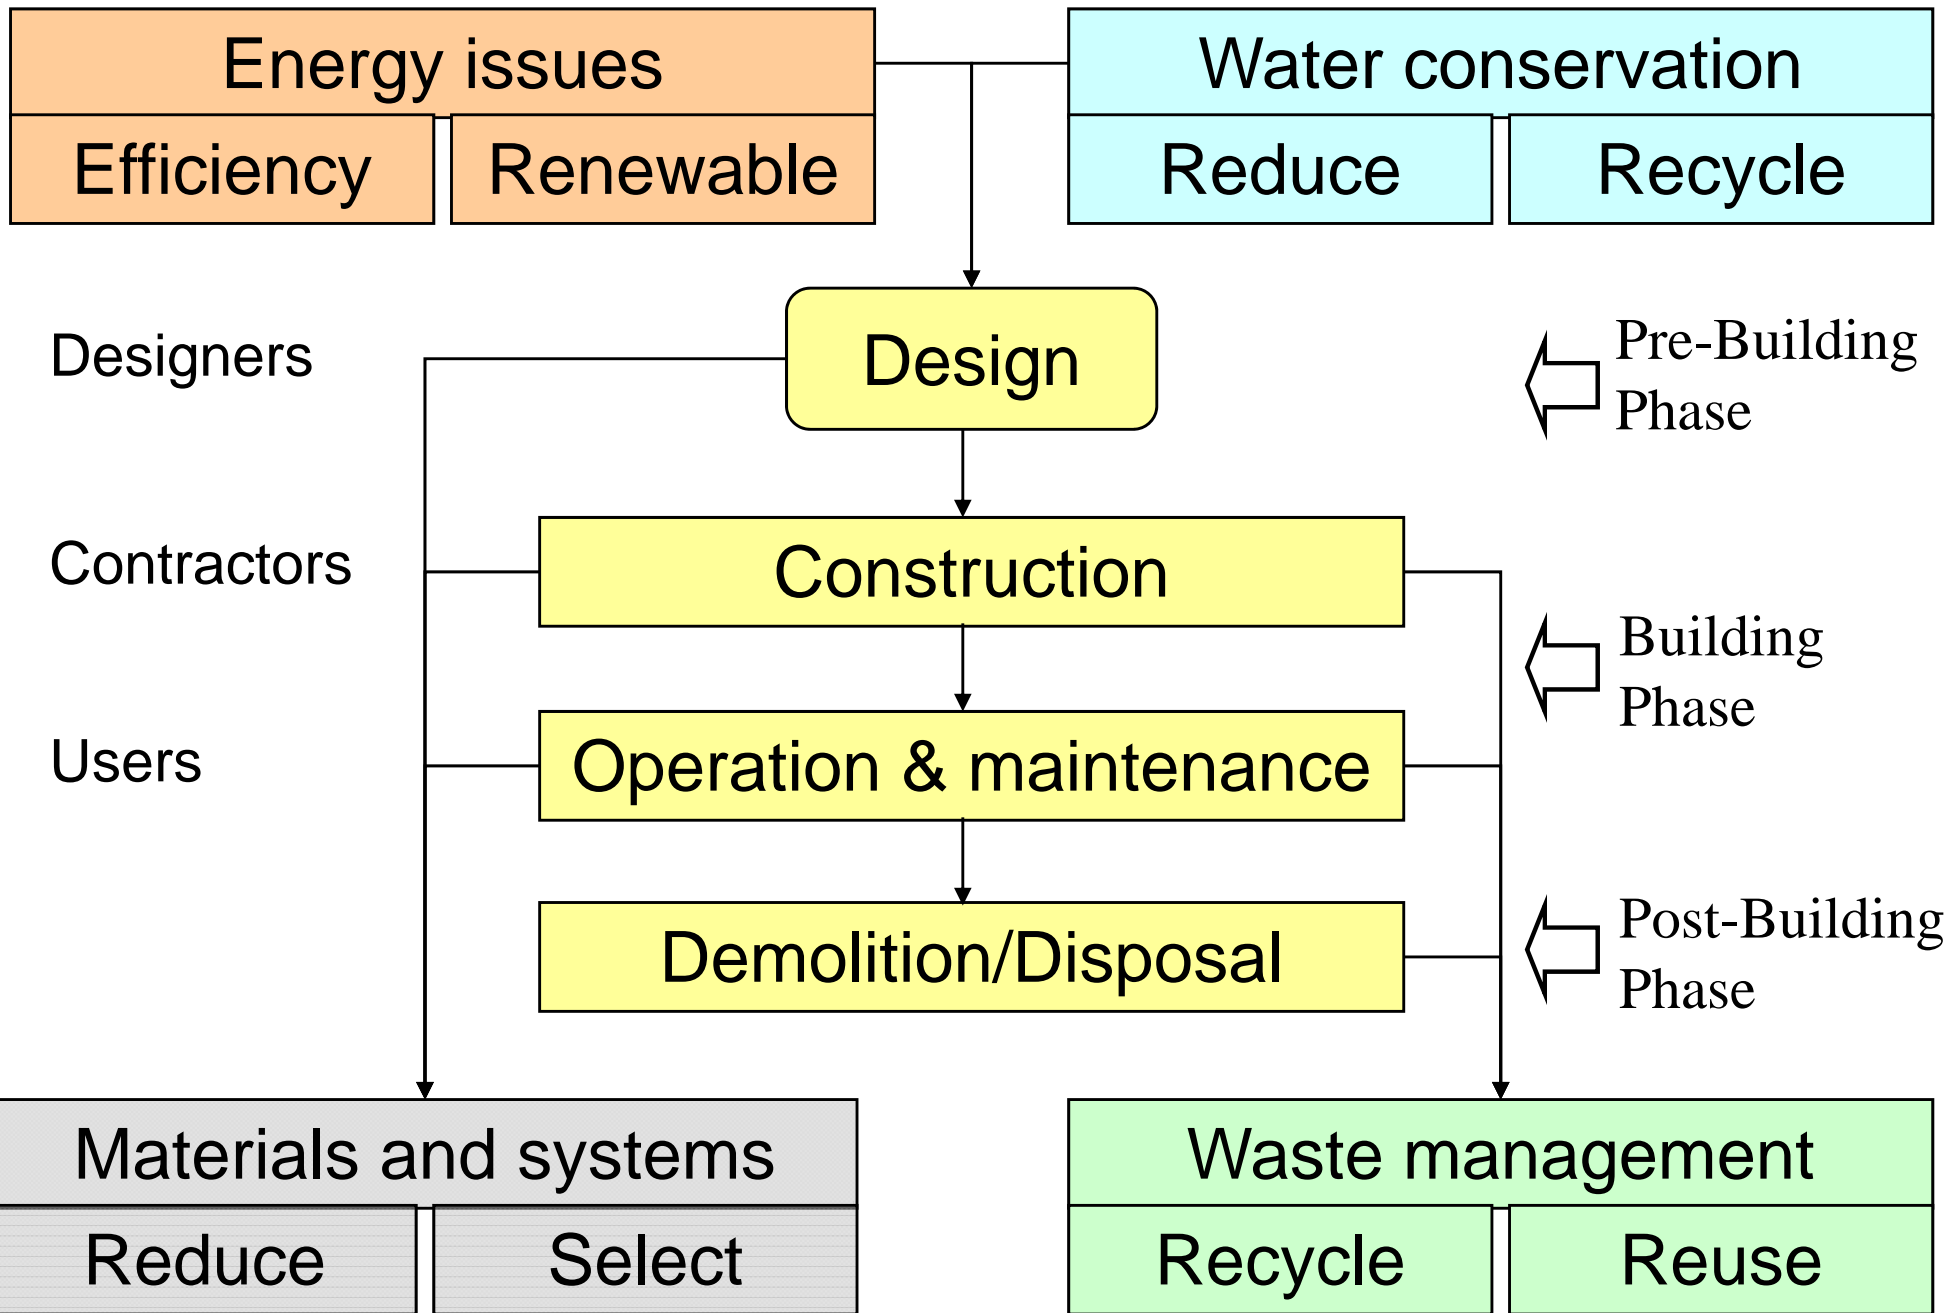 Energy issues
Water conservation
Efficiency
Renewable
Reduce
Recycle
Designers
Design
Pre-Building
Phase
Contractors
Construction
Building
Phase
Users
Operation & maintenance
Demolition/Disposal
Post-Building
Phase
Materials and systems
Waste management
Reduce
Select
Recycle
Reuse